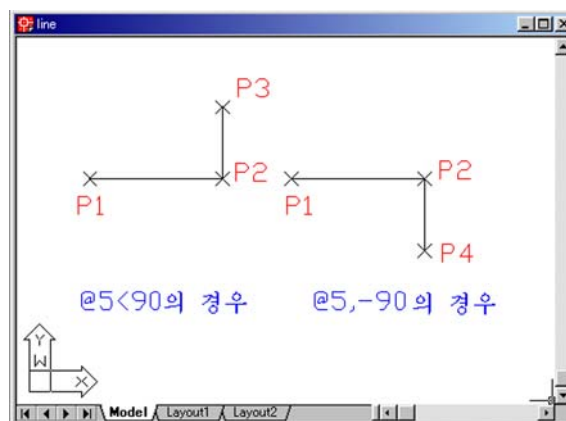 line
P3
P2
P1
P2
P1
P4
@5<90의 경우
@5,-90의 경우
Y
W
X
Model
Layout1
Layout2